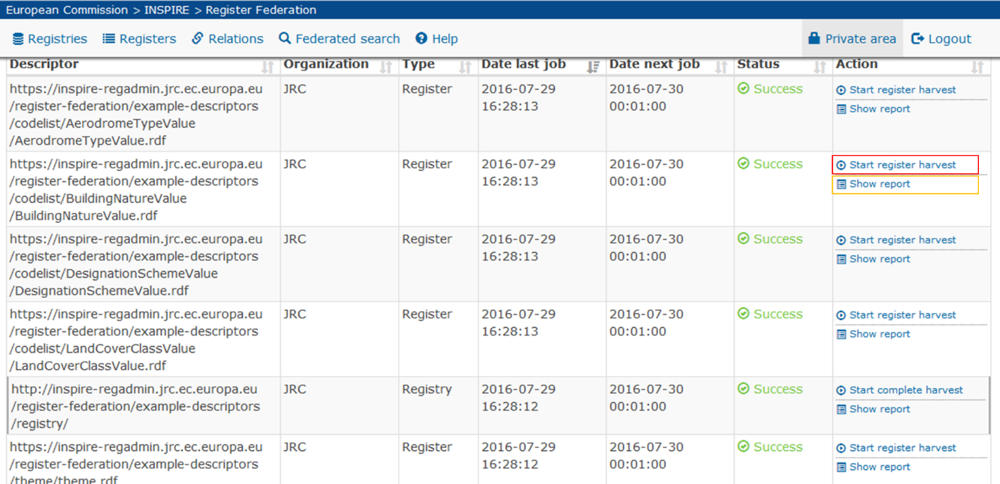 European Commission > INSPIRE > Register Federation
Registries Registers Relations Federated search Help Private area Logout
Descriptor Organization Type Date last job Date next job Status Action
https://inspire-regadmin.jrc.ec.europa.eu JRC Register 2016-07-29 2016-07-30 Success Start register harvest
/register-federation/example-descriptors 16:28:13 00:01:00 Show report
/codelist/AerodromeTypeValue
/AerodromeTypeValue.rdf
https://inspire-regadmin.jrc.ec.europa.eu JRC Register 2016-07-29 2016-07-30 Success Start register harvest
/register-federation/example-descriptors 16:28:13 00:01:00 Show report
/codelist/BuildingNatureValue
/BuildingNatureValue.rdf
https://inspire-regadmin.jrc.ec.europa.eu JRC Register 2016-07-29 2016-07-30 Success Start register harvest
/register-federation/example-descriptors 16:28:13 00:01:00 Show report
/codelist/DesignationSchemeValue
/DesignationSchemeValue.rdf
https://inspire-regadmin.jrc.ec.europa.eu JRC Register 2016-07-29 2016-07-30 Success Start register harvest
/register-federation/example-descriptors 16:28:13 00:01:00 Show report
/codelist/LandCoverClassValue
/LandCoverClassValue.rdf
http://inspire-regadmin.jrc.ec.europa.eu JRC Registry 2016-07-29 2016-07-30 Success Start complete harvest
/register-federation/example-descriptors 16:28:12 00:01:00 Show report
/registry/
https://inspire-regadmin.jrc.ec.europa.eu JRC Register 2016-07-29 2016-07-30 Success Start register harvest
/register-federation/example-descriptors 16:28:12 00:01:00 Show report
/theme/theme.rdf